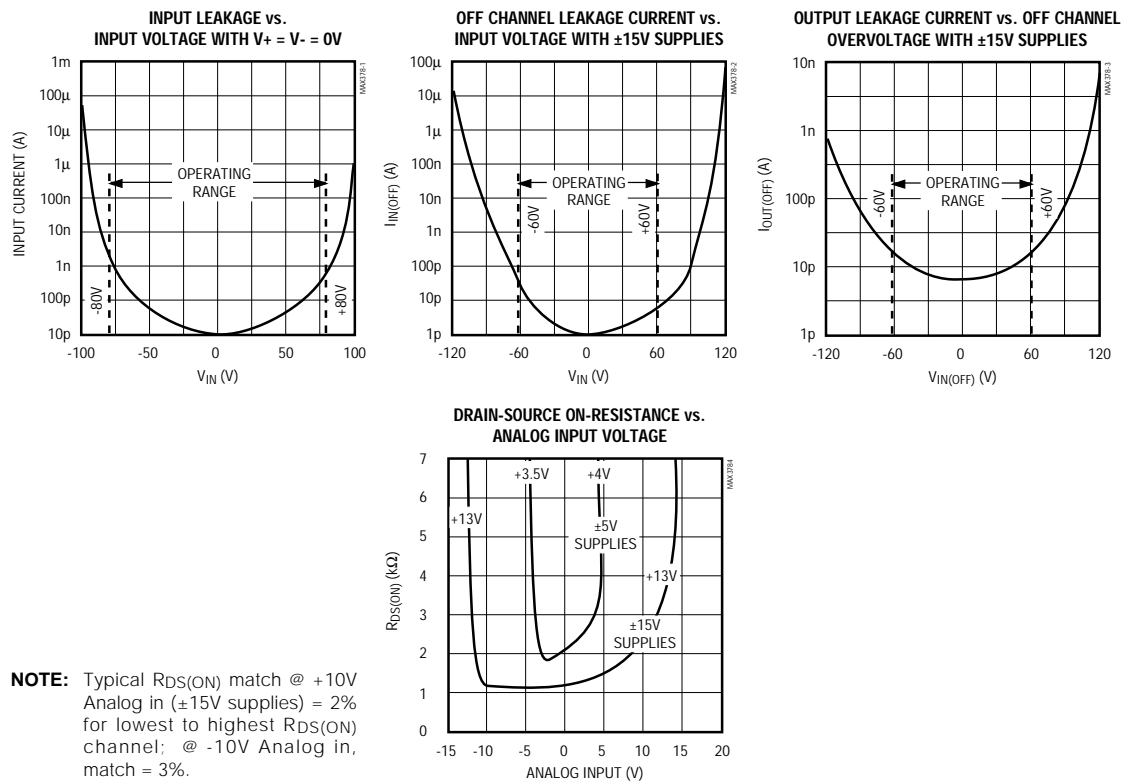 INPUT LEAKAGE vs.
INPUT VOLTAGE WITH V+ = V- = 0V
1m
100µ
10µ
1µ
100n
10n
1n
100p
10p
INPUT CURRENT (A)
OPERATING
RANGE
-80V
+80V
-100
-50
0
50
100
VIN (V)
MAX378-1
OFF CHANNEL LEAKAGE CURRENT vs.
INPUT VOLTAGE WITH ±15V SUPPLIES
100µ
10µ
1µ
100n
10n
1n
100p
10p
1p
IIN(OFF) (A)
OPERATING
RANGE
-60V
+60V
-120
-60
0
60
120
VIN (V)
MAX378-2
OUTPUT LEAKAGE CURRENT vs. OFF CHANNEL
OVERVOLTAGE WITH ±15V SUPPLIES
10n
1n
100p
10p
1p
IOUT(OFF) (A)
OPERATING
RANGE
-60V
+60V
-120
-60
0
60
120
VIN(OFF) (V)
MAX378-3
DRAIN-SOURCE ON-RESISTANCE vs.
ANALOG INPUT VOLTAGE
7
6
5
4
3
2
1
0
RDS(ON) (kΩ)
+3.5V
+4V
+13V
±5V
SUPPLIES
+13V
±15V
SUPPLIES
-15
-10
-5
0
5
10
15
20
ANALOG INPUT (V)
MAX378-4
NOTE: Typical RDS(ON) match @ +10V
Analog in (±15V supplies) = 2%
for lowest to highest RDS(ON)
channel; @ -10V Analog in,
match = 3%.